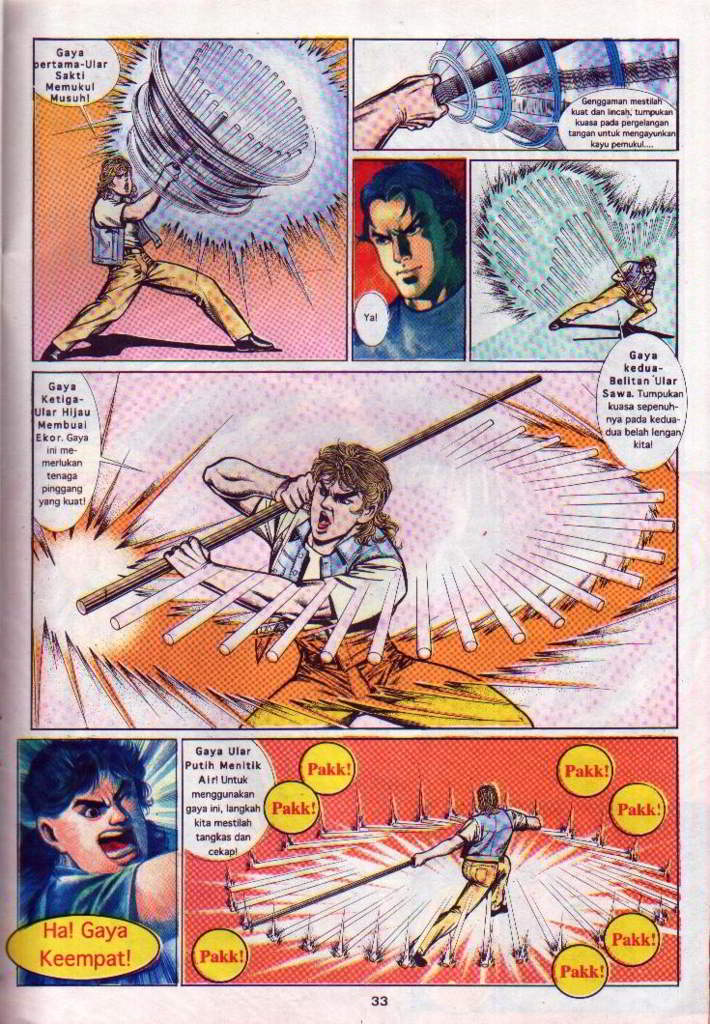 Gaya
pertama-Ular
Sakti
Memukul
Musuh!
Genggaman mestilah
kuat dan lincah, tumpukan
kuasa pada pergelangan
tangan untuk mengayunkan
kayu pemukul....
Ya!
Gaya
kedua-
Belitan Ular
Sawa. Tumpukan
kuasa sepenuh-
nya pada kedua-
dua belah lengan
kita!
Gaya
Ketiga-
Ular Hijau
Membuai
Ekor. Gaya
ini me-
merlukan
tenaga
pinggang
yang kuat!
Ha! Gaya
Keempat!
Gaya Ular
Putih Menitik
Air! Untuk
menggunakan
gaya ini, langkah
kita mestilah
tangkas dan
cekap!
Pakk!
Pakk!
Pakk!
Pakk!
Pakk!
Pakk!
Pakk!
33